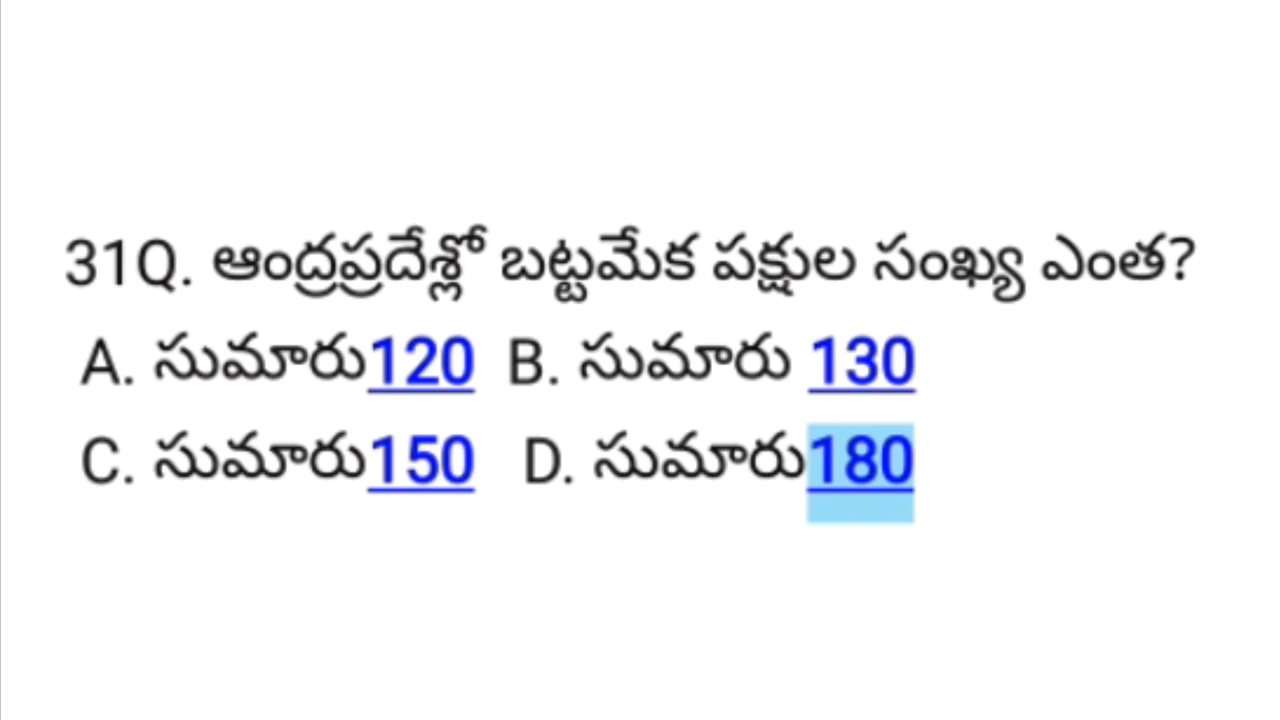 31Q. ఆంద్రప్రదేశ్లో బట్టమేక పక్షుల సంఖ్య ఎంత?
A. సుమారు120 B. సుమారు 130
C. సుమారు150 D. సుమారు180